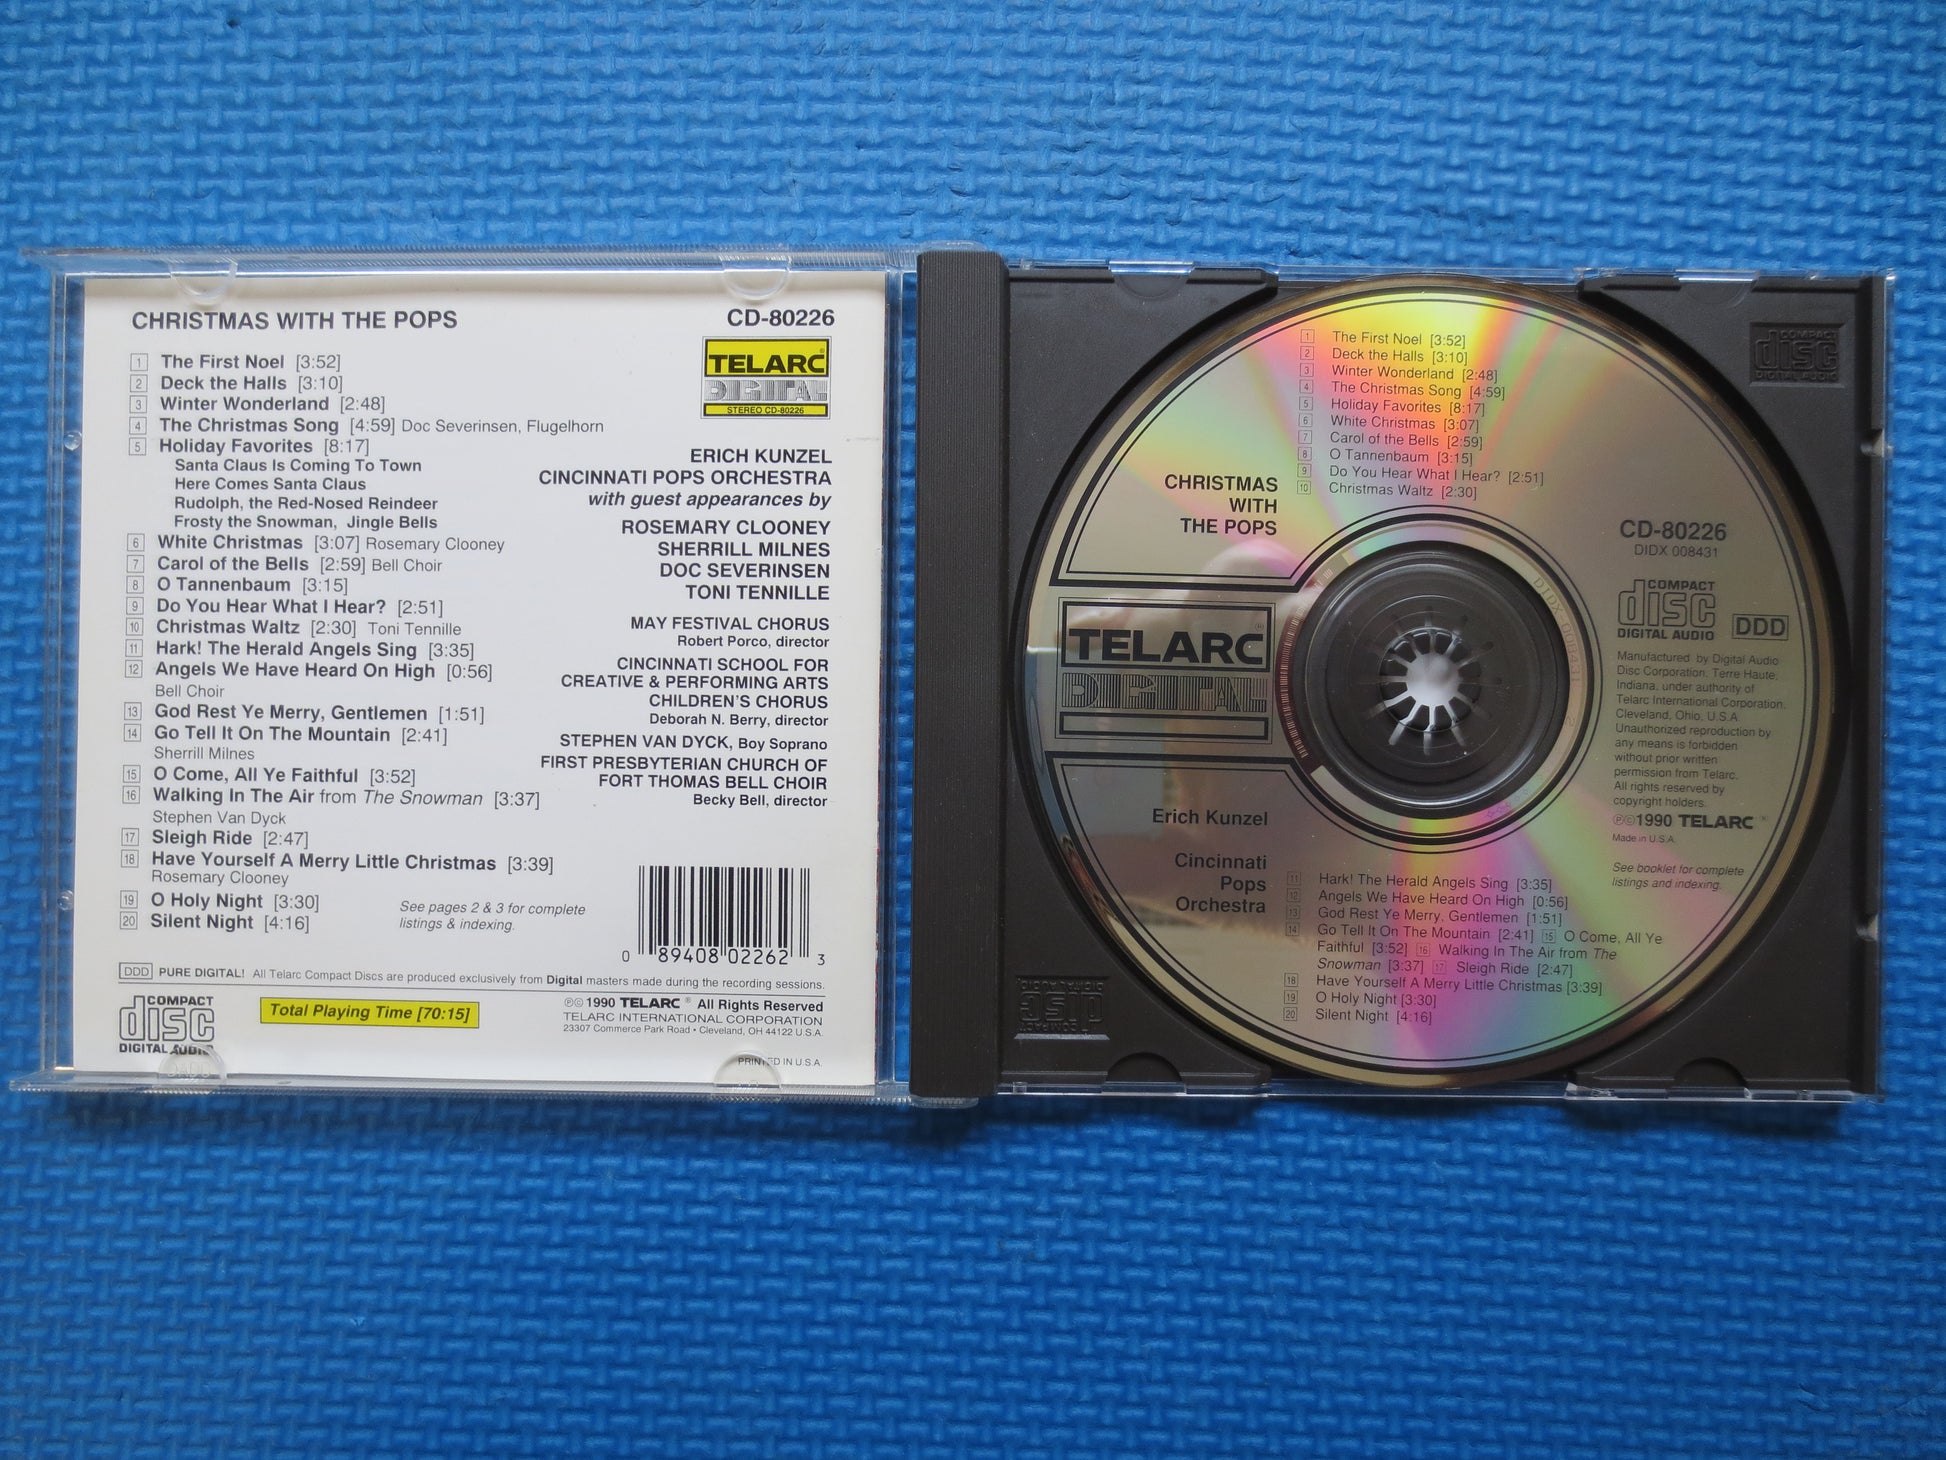 CHRISTMAS WITH THE POPS
CD-80226
TELARC
DIGITAL
STEREO CD-80226
1 The First Noel [3:52]
2 Deck the Halls [3:10]
3 Winter Wonderland [2:48]
4 The Christmas Song [4:59] Doc Severinsen, Flugelhorn
5 Holiday Favorites [8:17]
Santa Claus Is Coming To Town
Here Comes Santa Claus
Rudolph, the Red-Nosed Reindeer
Frosty the Snowman, Jingle Bells
6 White Christmas [3:07] Rosemary Clooney
7 Carol of the Bells [2:59] Bell Choir
8 O Tannenbaum [3:15]
9 Do You Hear What I Hear? [2:51]
10 Christmas Waltz [2:30] Toni Tennille
11 Hark! The Herald Angels Sing [3:35]
12 Angels We Have Heard On High [0:56]
Bell Choir
13 God Rest Ye Merry, Gentlemen [1:51]
14 Go Tell It On The Mountain [2:41]
Sherrill Milnes
15 O Come, All Ye Faithful [3:52]
16 Walking In The Air from The Snowman [3:37]
Stephen Van Dyck
17 Sleigh Ride [2:47]
18 Have Yourself A Merry Little Christmas [3:39]
Rosemary Clooney
19 O Holy Night [3:30]
20 Silent Night [4:16]
ERICH KUNZEL
CINCINNATI POPS ORCHESTRA
with guest appearances by
ROSEMARY CLOONEY
SHERRILL MILNES
DOC SEVERINSEN
TONI TENNILLE
MAY FESTIVAL CHORUS
Robert Porco, director
CINCINNATI SCHOOL FOR
CREATIVE & PERFORMING ARTS
CHILDREN'S CHORUS
Deborah N. Berry, director
STEPHEN VAN DYCK, Boy Soprano
FIRST PRESBYTERIAN CHURCH OF
FORT THOMAS BELL CHOIR
Becky Bell, director
See pages 2 & 3 for complete
listings & indexing.
0 89408 02262 3
DDD PURE DIGITAL! All Telarc Compact Discs are produced exclusively from Digital masters made during the recording sessions.
COMPACT
disc
DIGITAL AUDIO
Total Playing Time [70:15]
℗© 1990 TELARC ® All Rights Reserved
TELARC INTERNATIONAL CORPORATION
23307 Commerce Park Road • Cleveland, OH 44122 U.S.A.
PRINTED IN U.S.A.
1 The First Noel [3:52]
2 Deck the Halls [3:10]
3 Winter Wonderland [2:48]
4 The Christmas Song [4:59]
5 Holiday Favorites [8:17]
6 White Christmas [3:07]
7 Carol of the Bells [2:59]
8 O Tannenbaum [3:15]
9 Do You Hear What I Hear? [2:51]
10 Christmas Waltz [2:30]
CHRISTMAS
WITH
THE POPS
TELARC ®
DIGITAL
CD-80226
DIDX 008431
COMPACT
disc
DIGITAL AUDIO
DDD
Manufactured by Digital Audio
Disc Corporation, Terre Haute,
Indiana, under authority of
Telarc International Corporation,
Cleveland, Ohio, U.S.A.
Unauthorized reproduction by
any means is forbidden
without prior written
permission from Telarc.
All rights reserved by
copyright holders.
℗©1990 TELARC ®
Made in U.S.A.
See booklet for complete
listings and indexing.
Erich Kunzel
Cincinnati
Pops
Orchestra
11 Hark! The Herald Angels Sing [3:35]
12 Angels We Have Heard On High [0:56]
13 God Rest Ye Merry, Gentlemen [1:51]
14 Go Tell It On The Mountain [2:41] 15 O Come, All Ye
Faithful [3:52] 16 Walking In The Air from The
Snowman [3:37] 17 Sleigh Ride [2:47]
18 Have Yourself A Merry Little Christmas [3:39]
19 O Holy Night [3:30]
20 Silent Night [4:16]
COMPACT
disc
DIGITAL AUDIO
COMPACT
disc
DIGITAL AUDIO